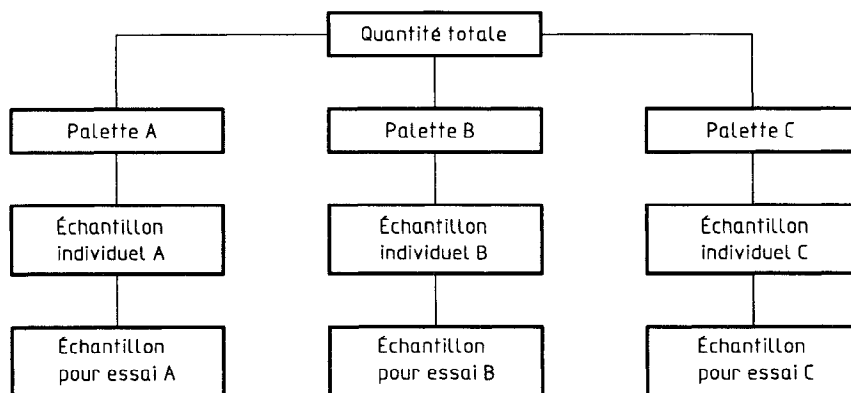 Quantité totale
Palette A
Palette B
Palette C
Échantillon
individuel A
Échantillon
individuel B
Échantillon
individuel C
Échantillon
pour essai A
Échantillon
pour essai B
Échantillon
pour essai C